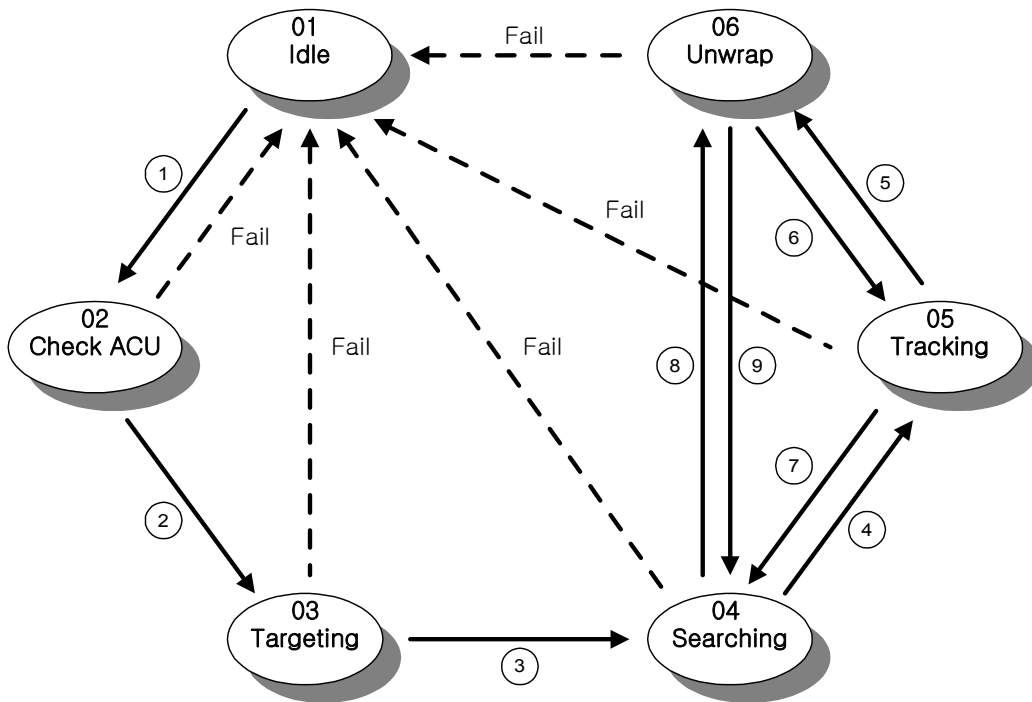 01
Idle
06
Unwrap
Fail
1
5
Fail
6
Fail
02
Check ACU
05
Tracking
Fail
Fail
8
9
7
2
4
03
Targeting
04
Searching
3